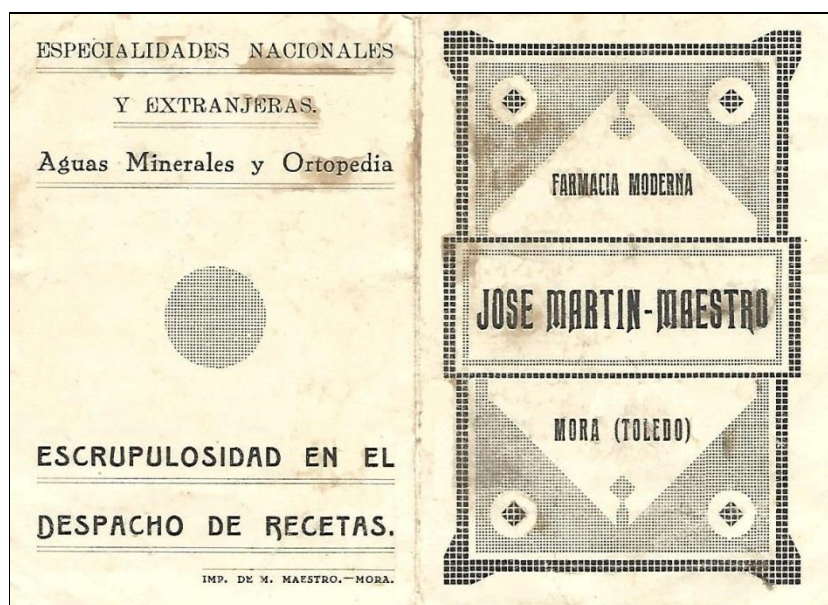 ESPECIALIDADES NACIONALES
Y EXTRANJERAS.
Aguas Minerales y Ortopedia
ESCRUPULOSIDAD EN EL
DESPACHO DE RECETAS.
IMP. DE M. MAESTRO.—MORA.
FARMACIA MODERNA
JOSE MARTIN-MAESTRO
MORA (TOLEDO)